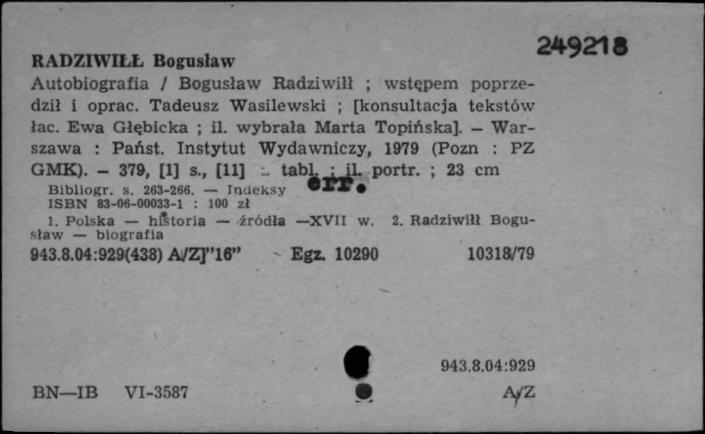 249218
RADZIWIŁŁ Bogusław
Autobiografia / Bogusław Radziwiłł ; wstępem poprze-
dził i oprac. Tadeusz Wasilewski ; [konsultacja tekstów
łac. Ewa Głębicka ; il. wybrała Marta Topińska]. — War-
szawa : Państ. Instytut Wydawniczy, 1979 (Pozn : PZ
GMK). — 379, [1] s., [11] : tabl. : il. portr. ; 23 cm
err.
Bibliogr. s. 263-266. — Indeksy
ISBN 83-06-00033-1 : 100 zł
1. Polska — historia — źródła —XVII w. 2. Radziwiłł Bogu-
sław — biografia
943.8.04:929(438) A/Z]"16" Egz. 10290 10318/79
943.8.04:929
BN—IB VI-3587 A/Z